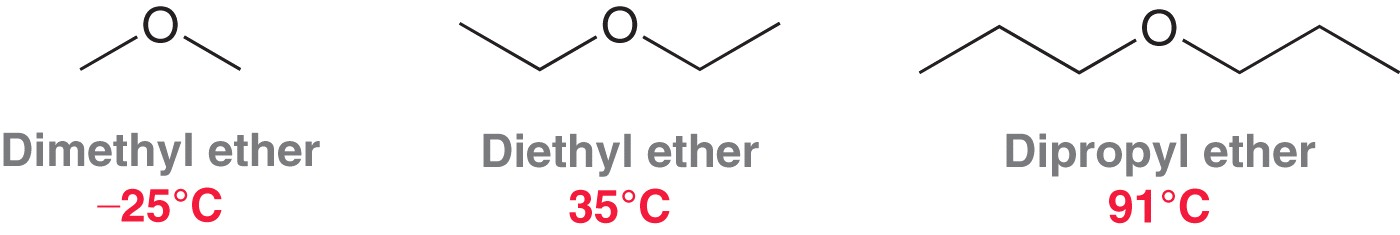 O O O
Dimethyl ether Diethyl ether Dipropyl ether
–25°C 35°C 91°C